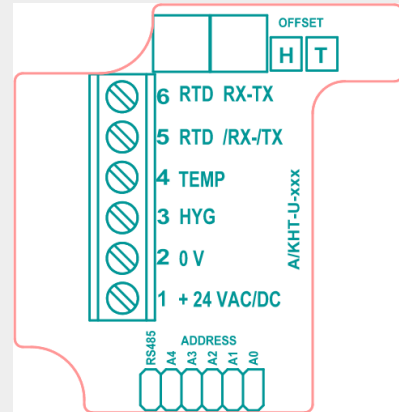 OFFSET
H T
6 RTD RX-TX
5 RTD /RX-/TX
4 TEMP
3 HYG
2 0 V
1 + 24 VAC/DC
A/KHT-U-xxx
ADDRESS
RS485 A4 A3 A2 A1 A0